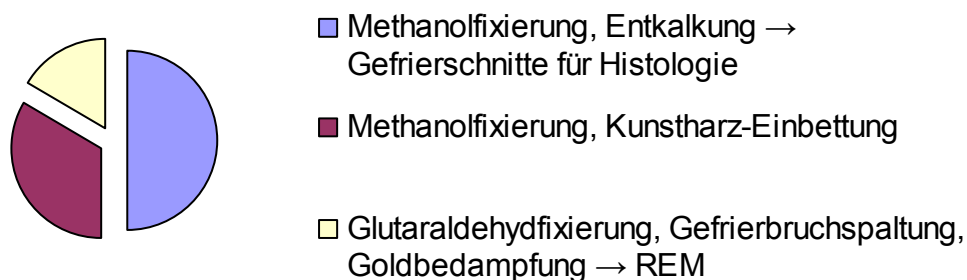 Methanolfixierung, Entkalkung →
Gefrierschnitte für Histologie
Methanolfixierung, Kunstharz-Einbettung
Glutaraldehydfixierung, Gefrierbruchspaltung,
Goldbedampfung → REM